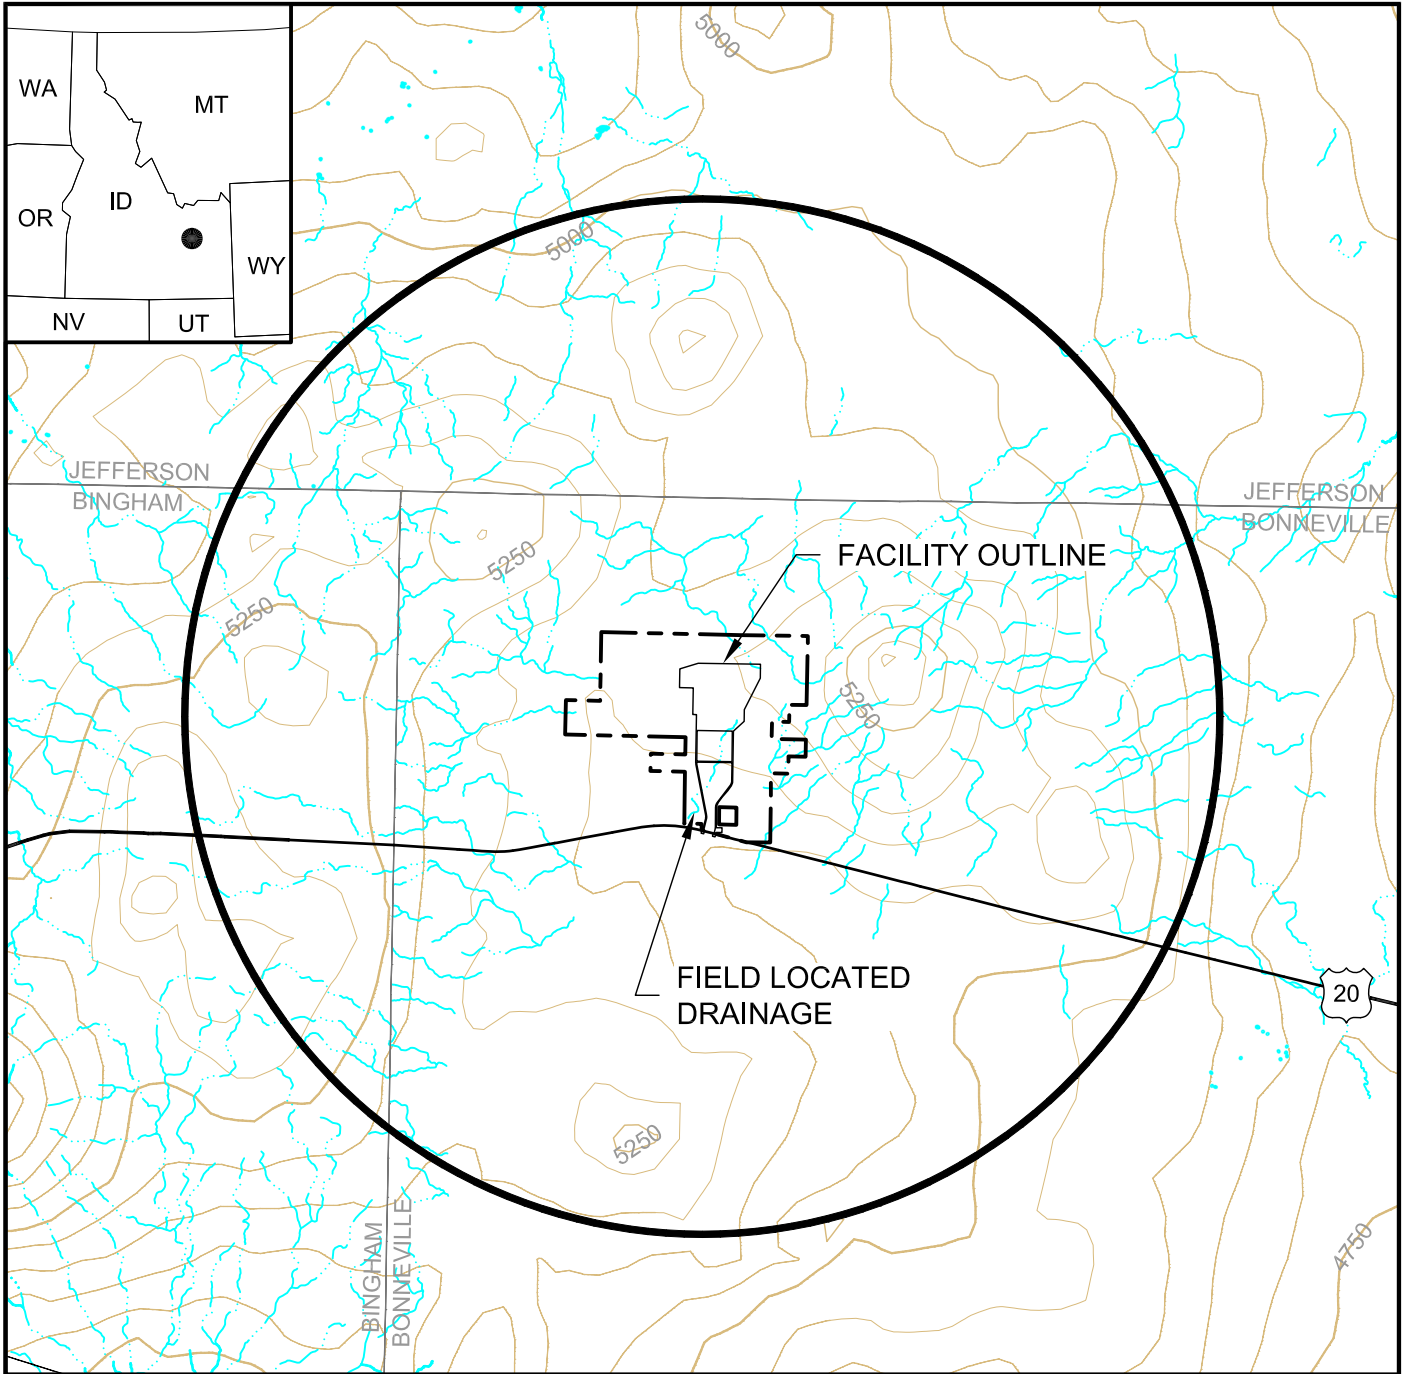 5000
WA
MT
ID
OR
WY
NV
UT
5000
JEFFERSON
BINGHAM
JEFFERSON
BONNEVILLE
5250
FACILITY OUTLINE
5250
5250
FIELD LOCATED
DRAINAGE
20
5250
BINGHAM
BONNEVILLE
4750